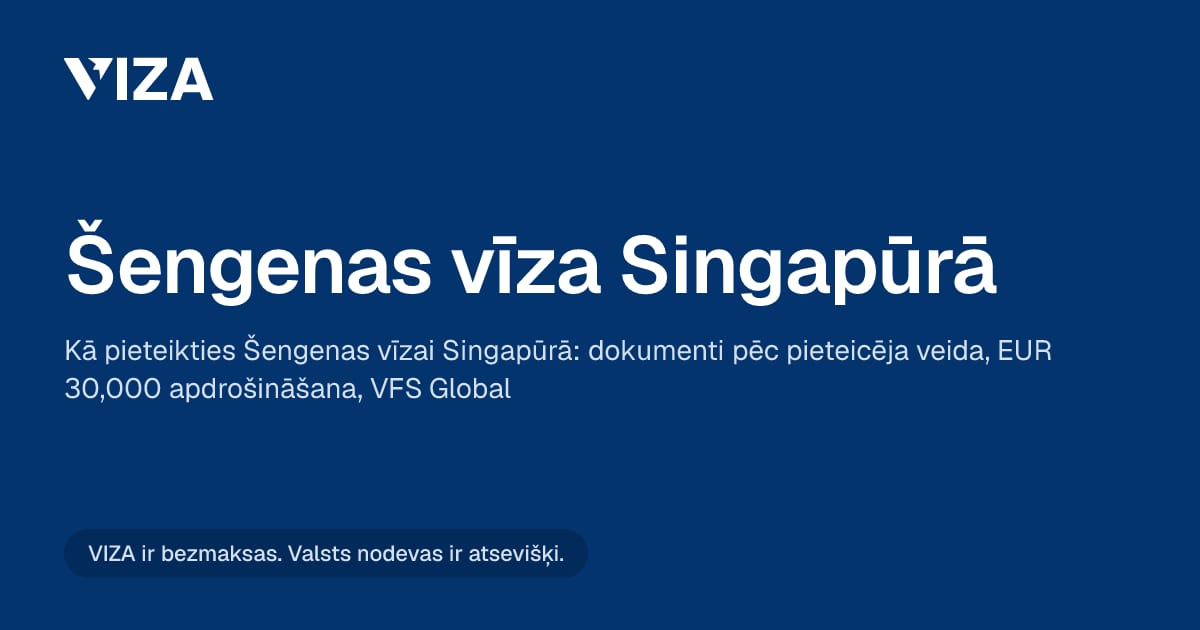 VIZA
Šengenas vīza Singapūrā
Kā pieteikties Šengenas vīzai Singapūrā: dokumenti pēc pieteicēja veida, EUR
30,000 apdrošināšana, VFS Global
VIZA ir bezmaksas. Valsts nodevas ir atsevišķi.